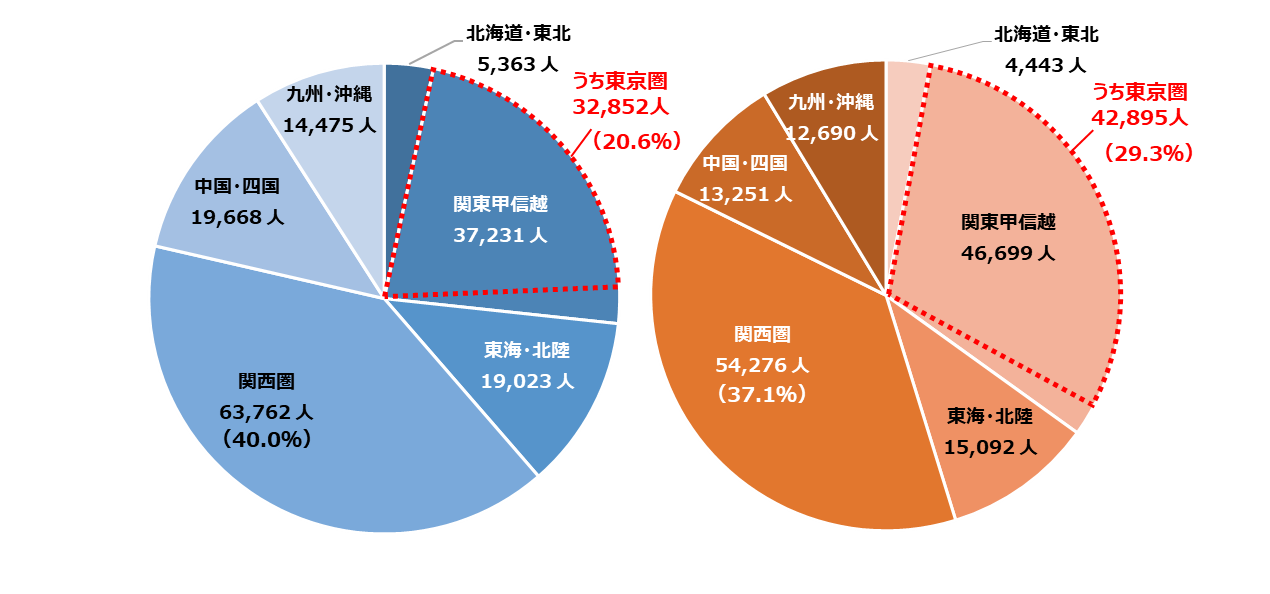 北海道・東北
5,363 人
うち東京圏
32,852人
（20.6%）
関東甲信越
37,231 人
東海・北陸
19,023 人
関西圏
63,762 人
（40.0%）
中国・四国
19,668 人
九州・沖縄
14,475 人
北海道・東北
4,443 人
うち東京圏
42,895人
（29.3%）
関東甲信越
46,699 人
東海・北陸
15,092 人
関西圏
54,276 人
（37.1%）
中国・四国
13,251 人
九州・沖縄
12,690 人